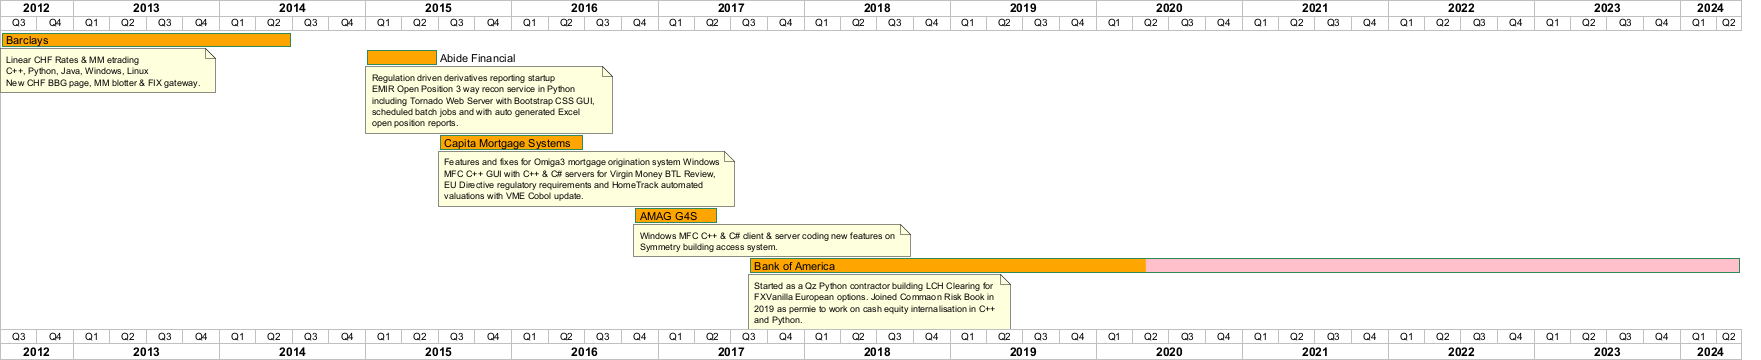 2012 2013 2014 2015 2016 2017 2018 2019 2020 2021 2022 2023 2024
Q3 Q4 Q1 Q2 Q3 Q4 Q1 Q2 Q3 Q4 Q1 Q2 Q3 Q4 Q1 Q2 Q3 Q4 Q1 Q2 Q3 Q4 Q1 Q2 Q3 Q4 Q1 Q2 Q3 Q4 Q1 Q2 Q3 Q4 Q1 Q2 Q3 Q4 Q1 Q2 Q3 Q4 Q1 Q2 Q3 Q4 Q1 Q2
Barclays
Linear CHF Rates & MM etrading
C++, Python, Java, Windows, Linux
New CHF BBG page, MM blotter & FIX gateway.
Abide Financial
Regulation driven derivatives reporting startup
EMIR Open Position 3 way recon service in Python
including Tornado Web Server with Bootstrap CSS GUI,
scheduled batch jobs and with auto generated Excel
open position reports.
Capita Mortgage Systems
Features and fixes for Omiga3 mortgage origination system Windows
MFC C++ GUI with C++ & C# servers for Virgin Money BTL Review,
EU Directive regulatory requirements and HomeTrack automated
valuations with VME Cobol update.
AMAG G4S
Windows MFC C++ & C# client & server coding new features on
Symmetry building access system.
Bank of America
Started as a Qz Python contractor building LCH Clearing for
FXVanilla European options. Joined Commaon Risk Book in
2019 as permie to work on cash equity internalisation in C++
and Python.
Q3 Q4 Q1 Q2 Q3 Q4 Q1 Q2 Q3 Q4 Q1 Q2 Q3 Q4 Q1 Q2 Q3 Q4 Q1 Q2 Q3 Q4 Q1 Q2 Q3 Q4 Q1 Q2 Q3 Q4 Q1 Q2 Q3 Q4 Q1 Q2 Q3 Q4 Q1 Q2 Q3 Q4 Q1 Q2 Q3 Q4 Q1 Q2
2012 2013 2014 2015 2016 2017 2018 2019 2020 2021 2022 2023 2024